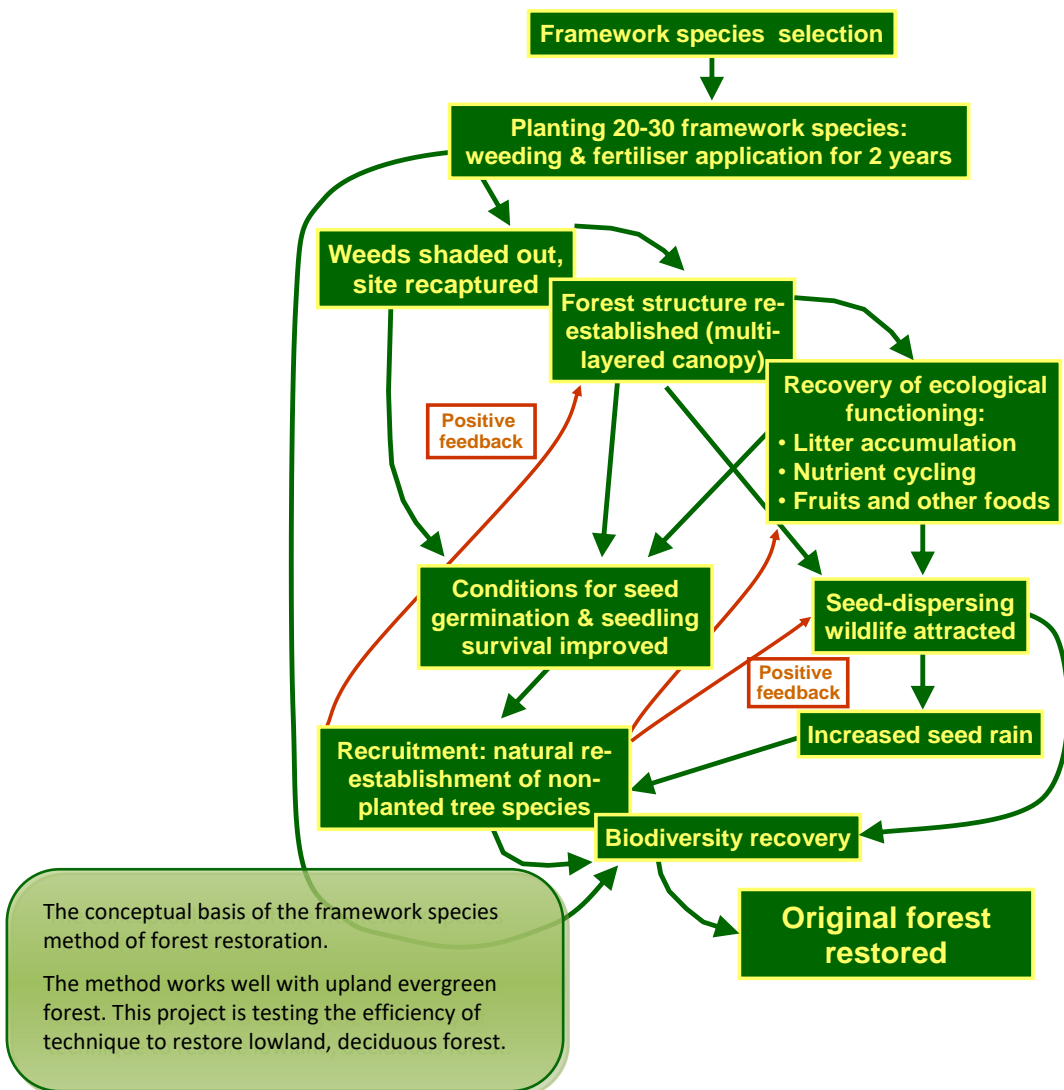 Framework species selection
Planting 20-30 framework species:
weeding & fertiliser application for 2 years
Weeds shaded out,
site recaptured
Forest structure re-
established (multi-
layered canopy)
Recovery of ecological
functioning:
• Litter accumulation
• Nutrient cycling
• Fruits and other foods
Positive
feedback
Conditions for seed
germination & seedling
survival improved
Seed-dispersing
wildlife attracted
Positive
feedback
Increased seed rain
Recruitment: natural re-
establishment of non-
planted tree species
Biodiversity recovery
Original forest
restored
The conceptual basis of the framework species
method of forest restoration.
The method works well with upland evergreen
forest. This project is testing the efficiency of
technique to restore lowland, deciduous forest.